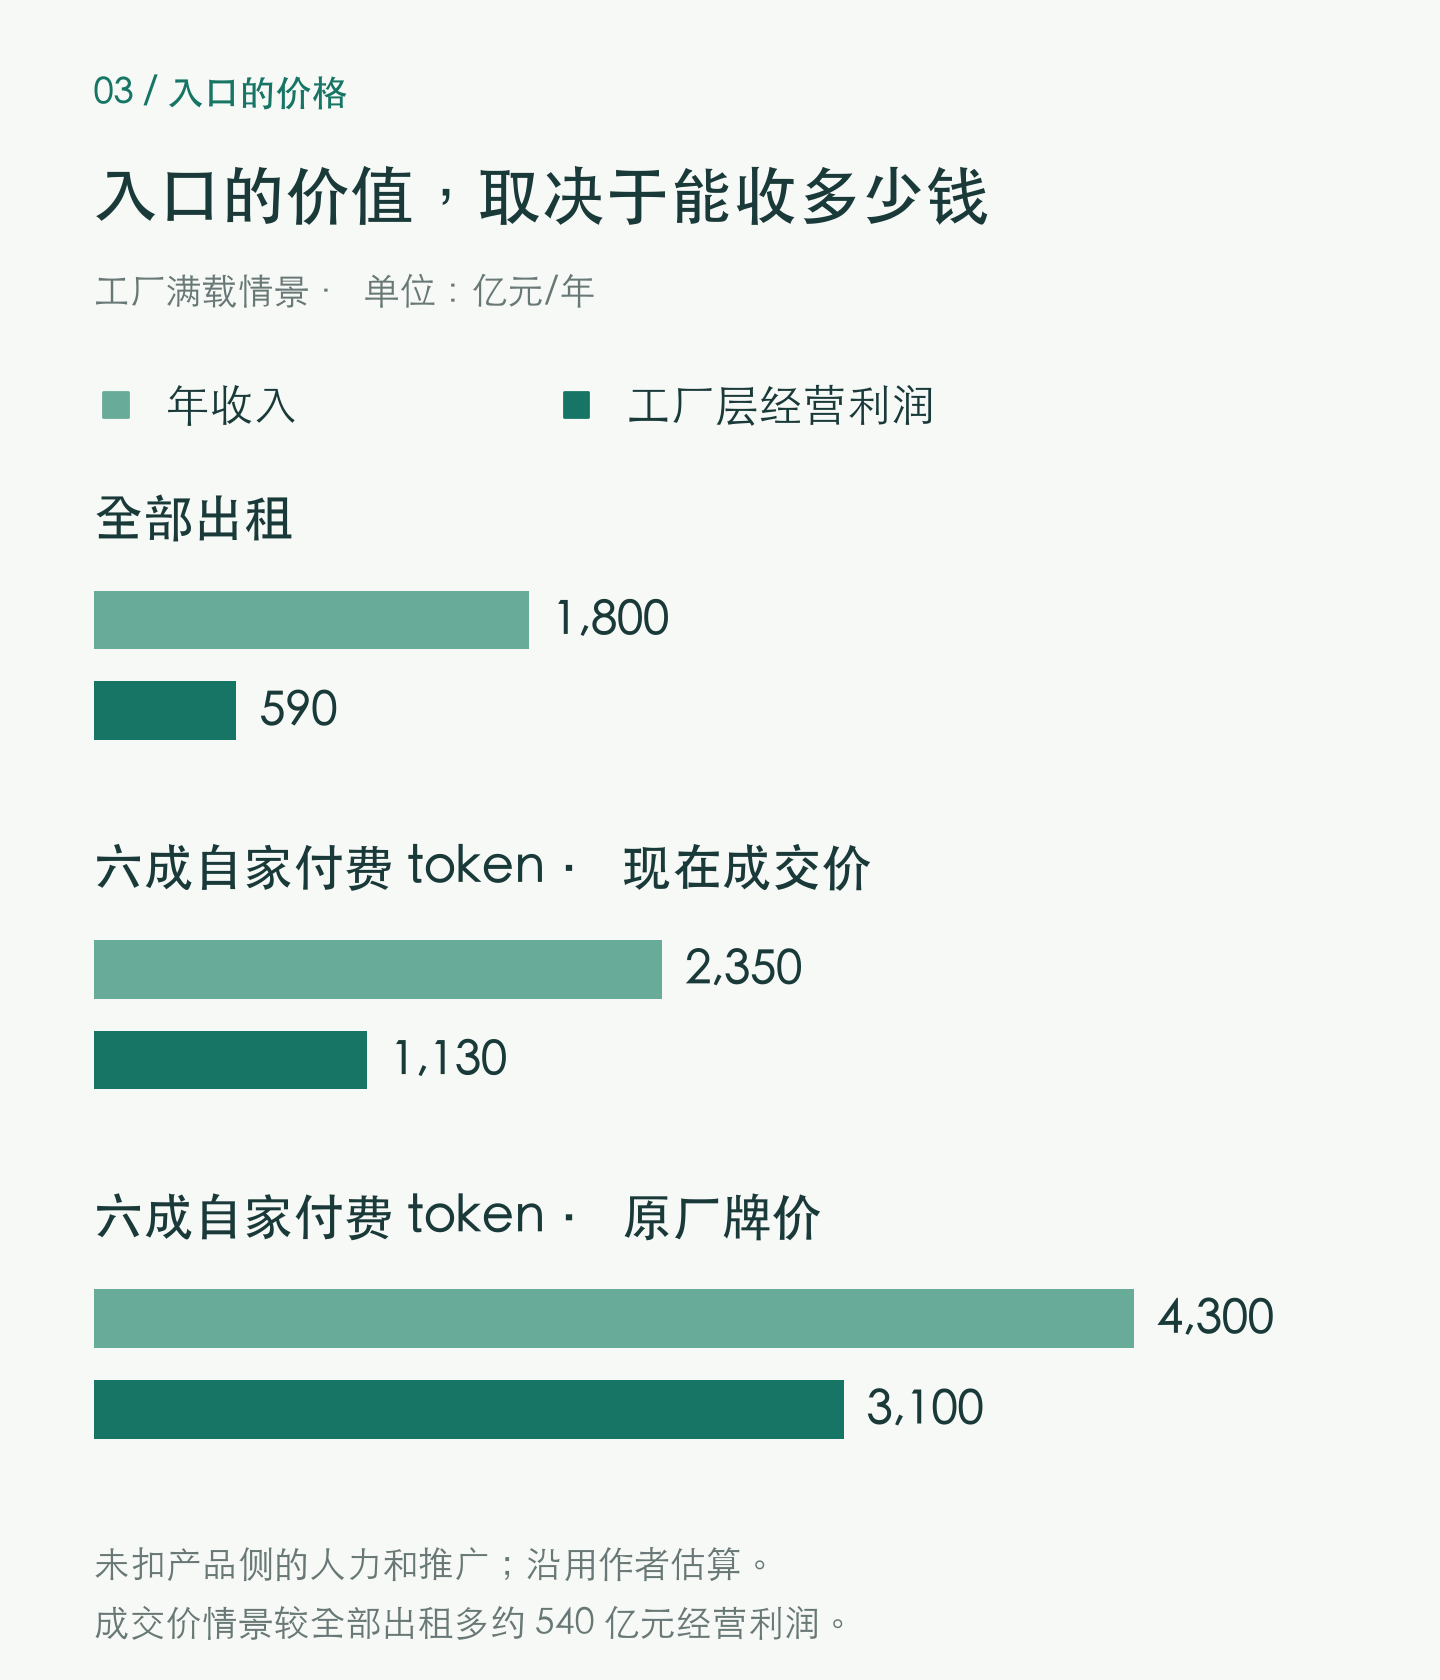 03 / 入口的价格
入口的价值，取决于能收多少钱
工厂满载情景 · 单位：亿元/年
年收入 工厂层经营利润
全部出租
1,800
590
六成自家付费 token · 现在成交价
2,350
1,130
六成自家付费 token · 原厂牌价
4,300
3,100
未扣产品侧的人力和推广；沿用作者估算。
成交价情景较全部出租多约 540 亿元经营利润。